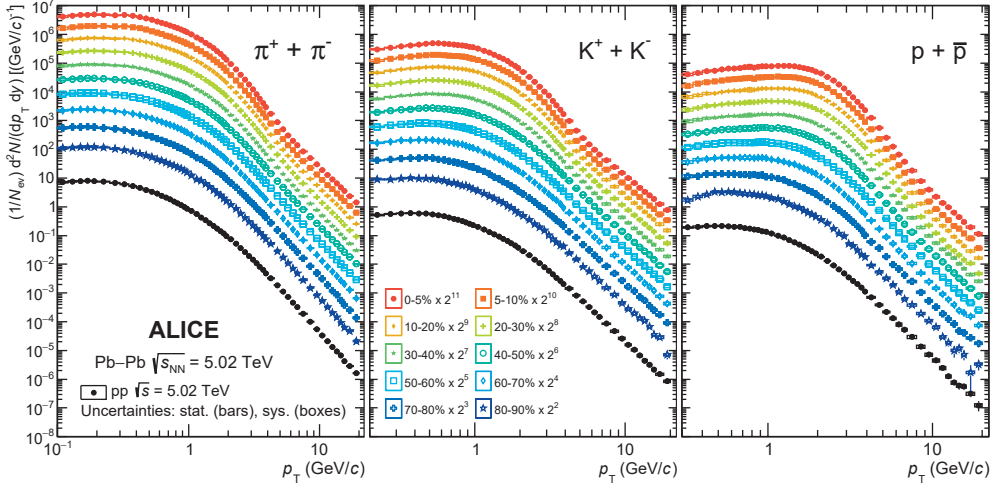 (1/N_ev) d²N/(dp_T dy) [(GeV/c)⁻¹]
10⁷
10⁶
10⁵
10⁴
10³
10²
10
1
10⁻¹
10⁻²
10⁻³
10⁻⁴
10⁻⁵
10⁻⁶
10⁻⁷
10⁻⁸
π⁺ + π⁻
K⁺ + K⁻
p + p̅
ALICE
Pb–Pb √s_NN = 5.02 TeV
pp √s = 5.02 TeV
Uncertainties: stat. (bars), sys. (boxes)
0-5% x 2¹¹
5-10% x 2¹⁰
10-20% x 2⁹
20-30% x 2⁸
30-40% x 2⁷
40-50% x 2⁶
50-60% x 2⁵
60-70% x 2⁴
70-80% x 2³
80-90% x 2²
10⁻¹ 1 10
1 10
1 10
p_T (GeV/c)
p_T (GeV/c)
p_T (GeV/c)